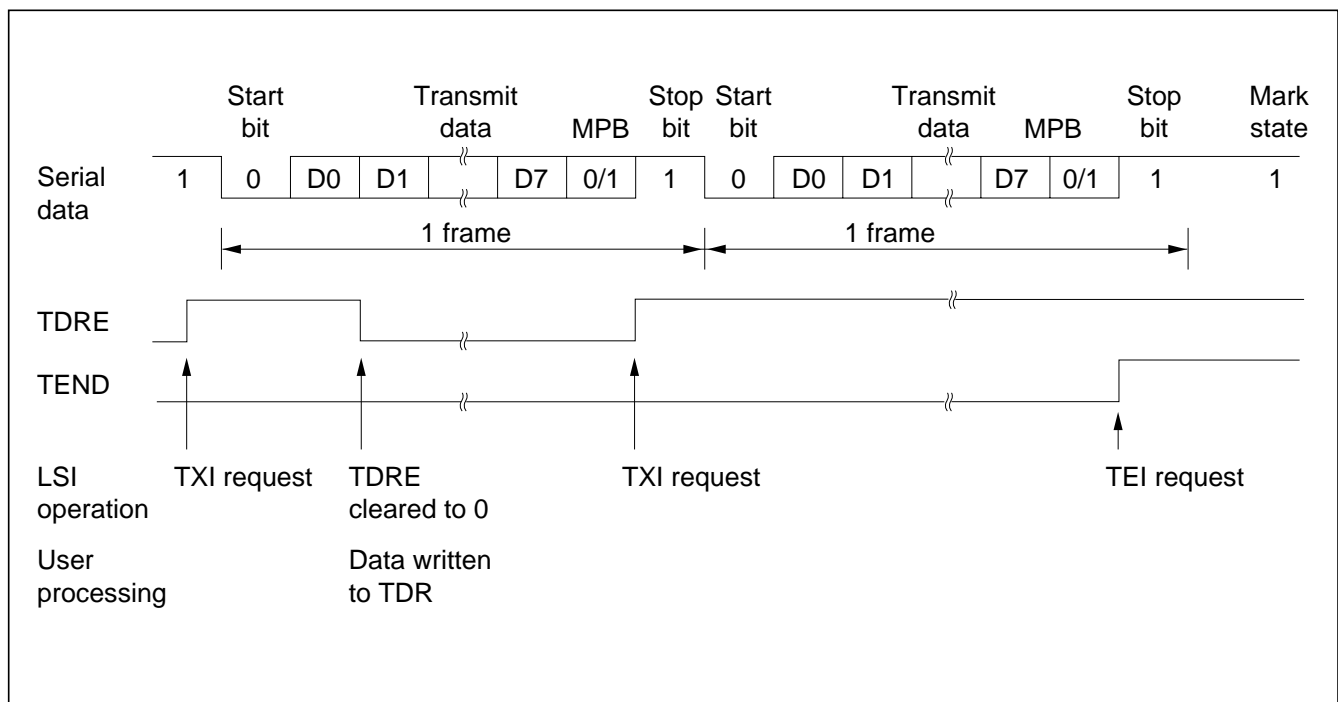 Start Transmit Stop Start Transmit Stop Mark
bit data MPB bit bit data MPB bit state
Serial
data
1 0 D0 D1 D7 0/1 1 0 D0 D1 D7 0/1 1 1
1 frame 1 frame
TDRE
TEND
LSI
operation
TXI request TDRE
cleared to 0
TXI request TEI request
User
processing
Data written
to TDR